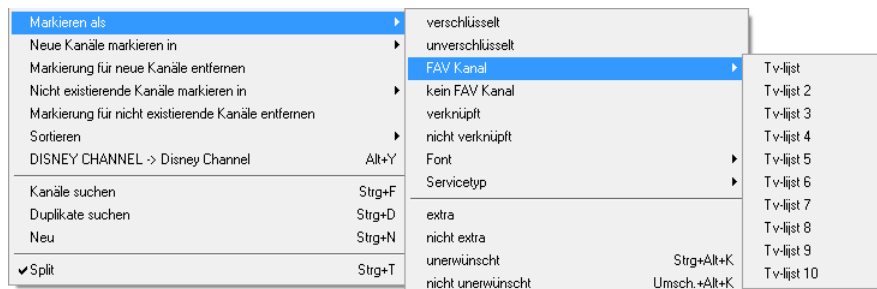 Markieren als
Neue Kanäle markieren in
Markierung für neue Kanäle entfernen
Nicht existierende Kanäle markieren in
Markierung für nicht existierende Kanäle entfernen
Sortieren
DISNEY CHANNEL -> Disney Channel Alt+Y
Kanäle suchen Strg+F
Duplikate suchen Strg+D
Neu Strg+N
Split Strg+T
verschlüsselt
unverschlüsselt
FAV Kanal
kein FAV Kanal
verknüpft
nicht verknüpft
Font
Servicetyp
extra
nicht extra
unerwünscht Strg+Alt+K
nicht unerwünscht Umsch.+Alt+K
Tv-lijst
Tv-lijst 2
Tv-lijst 3
Tv-lijst 4
Tv-lijst 5
Tv-lijst 6
Tv-lijst 7
Tv-lijst 8
Tv-lijst 9
Tv-lijst 10